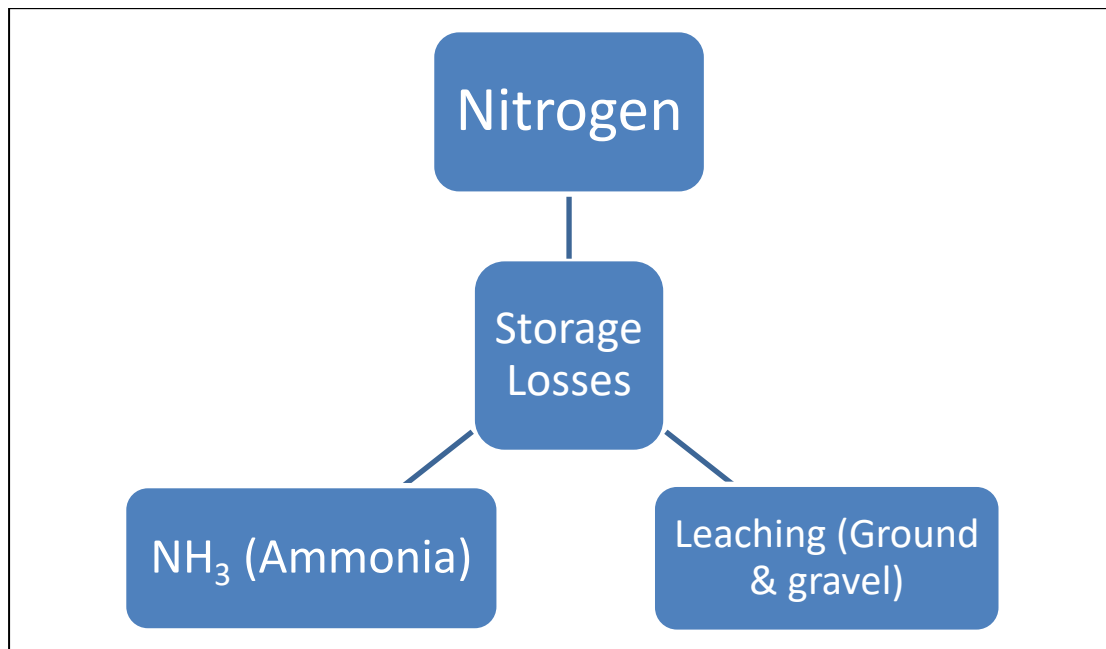 Nitrogen
Storage
Losses
NH₃ (Ammonia)
Leaching (Ground
& gravel)